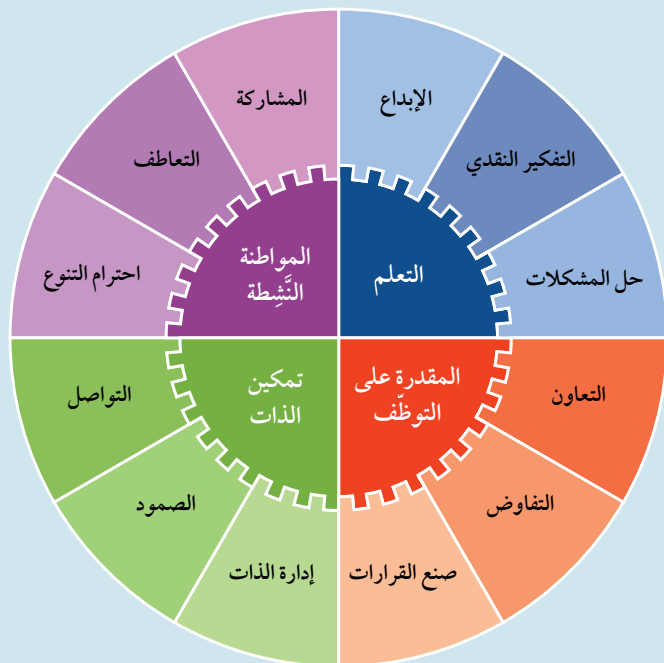 الإبداع
التفكير النقدي
حل المشكلات
التعلم
المشاركة
التعاطف
احترام التنوع
المواطنة
النَّشِطة
التعاون
التفاوض
صنع القرارات
المقدرة على
التوظّف
التواصل
الصمود
إدارة الذات
تمكين
الذات